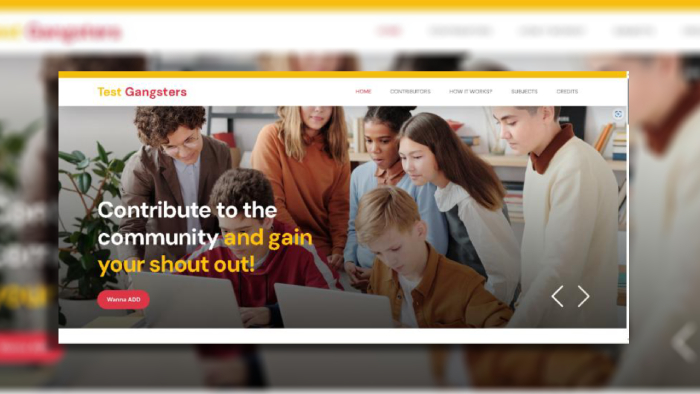 Test Gangsters
HOME CONTRIBUTORS HOW IT WORKS? SUBJECTS CREDITS
Contribute to the
community and gain
your shout out!
Wanna ADD